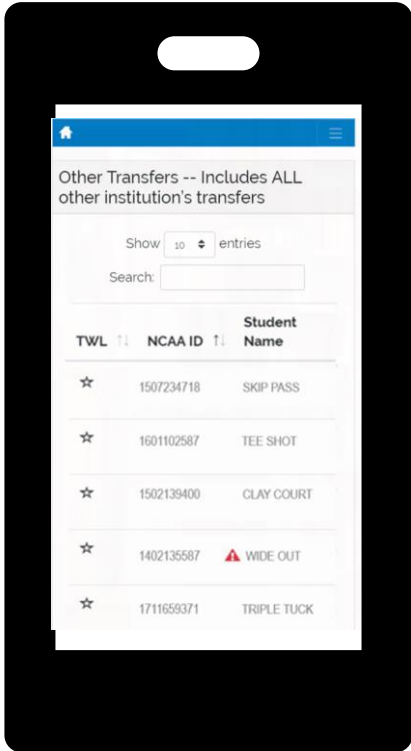 Other Transfers -- Includes ALL
other institution's transfers
Show 10 entries
Search:
TWL NCAA ID Student
Name
1507234718 SKIP PASS
1601102587 TEE SHOT
1502139400 CLAY COURT
1402135587 WIDE OUT
1711659371 TRIPLE TUCK